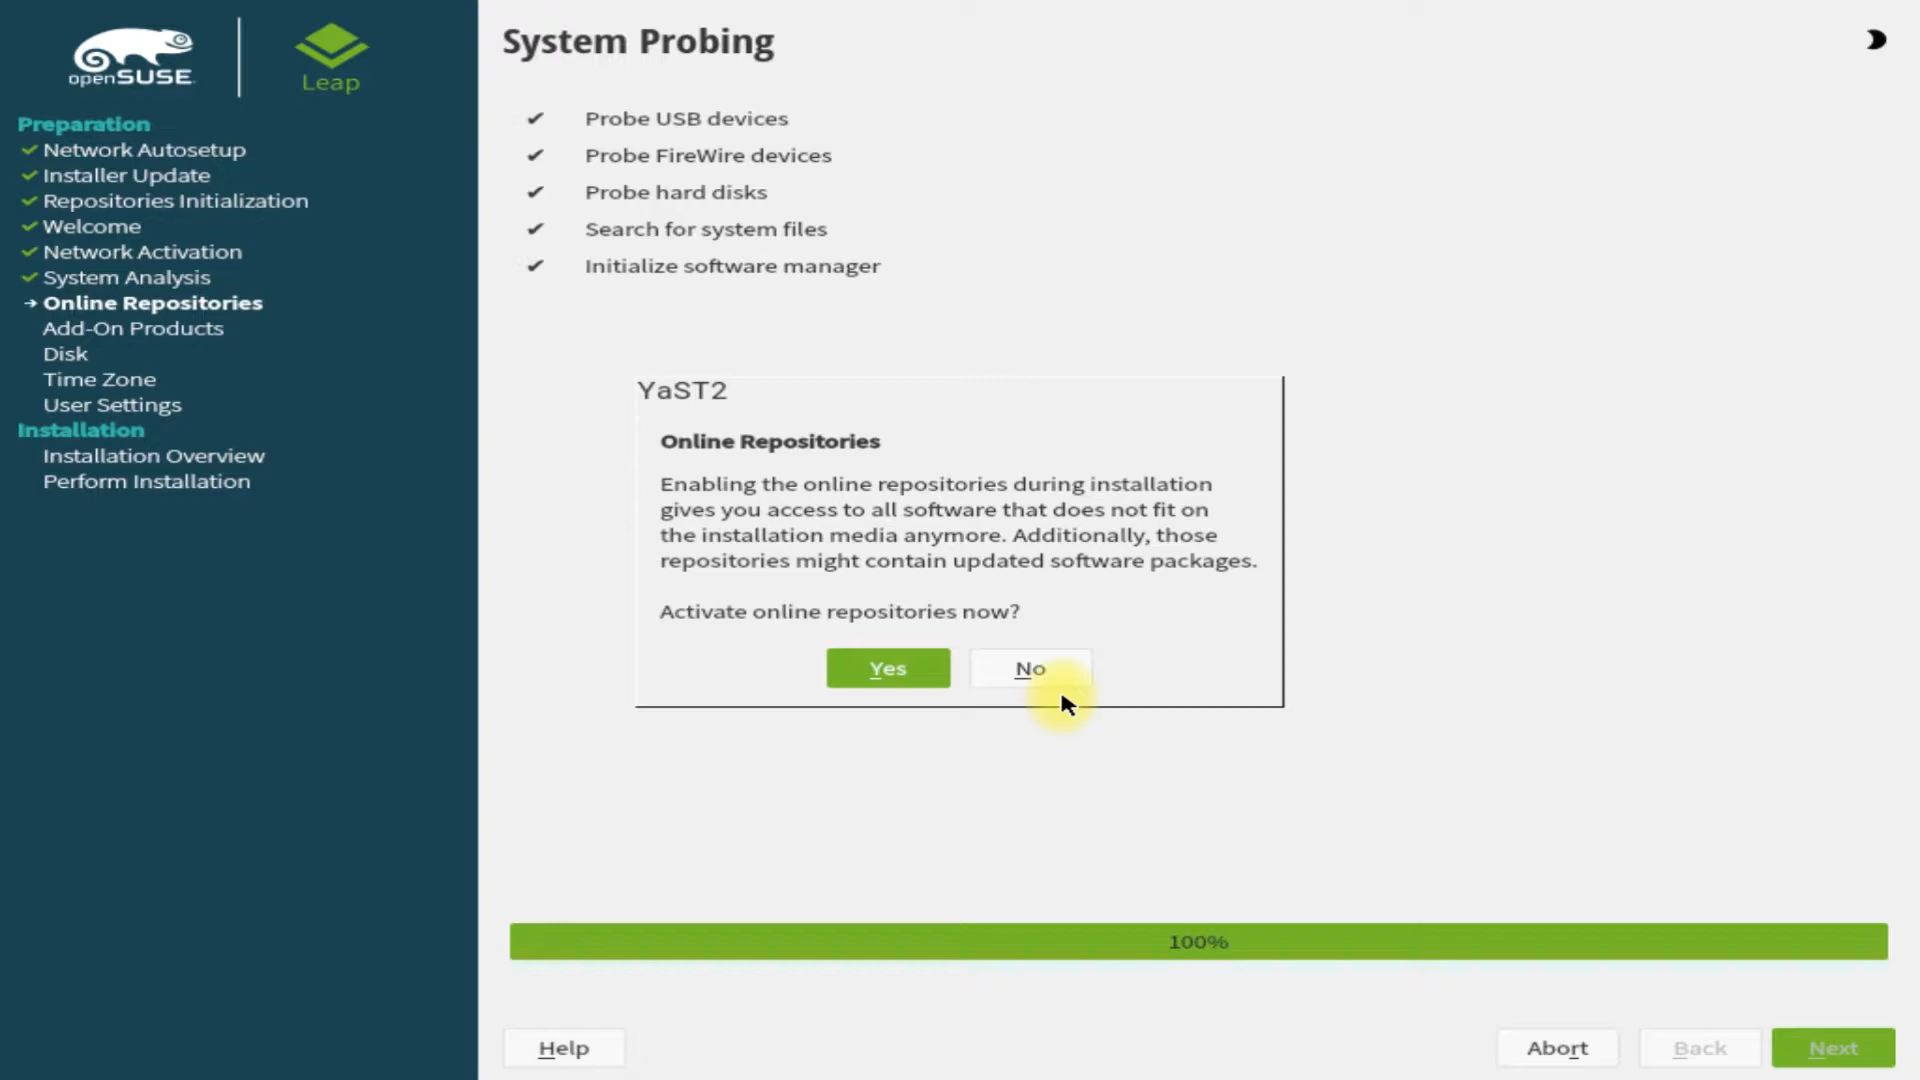 openSUSE
Leap
Preparation
Network Autosetup
Installer Update
Repositories Initialization
Welcome
Network Activation
System Analysis
Online Repositories
Add-On Products
Disk
Time Zone
User Settings
Installation
Installation Overview
Perform Installation
System Probing
Probe USB devices
Probe FireWire devices
Probe hard disks
Search for system files
Initialize software manager
YaST2
Online Repositories
Enabling the online repositories during installation
gives you access to all software that does not fit on
the installation media anymore. Additionally, those
repositories might contain updated software packages.
Activate online repositories now?
Yes No
100%
Help Abort Back Next